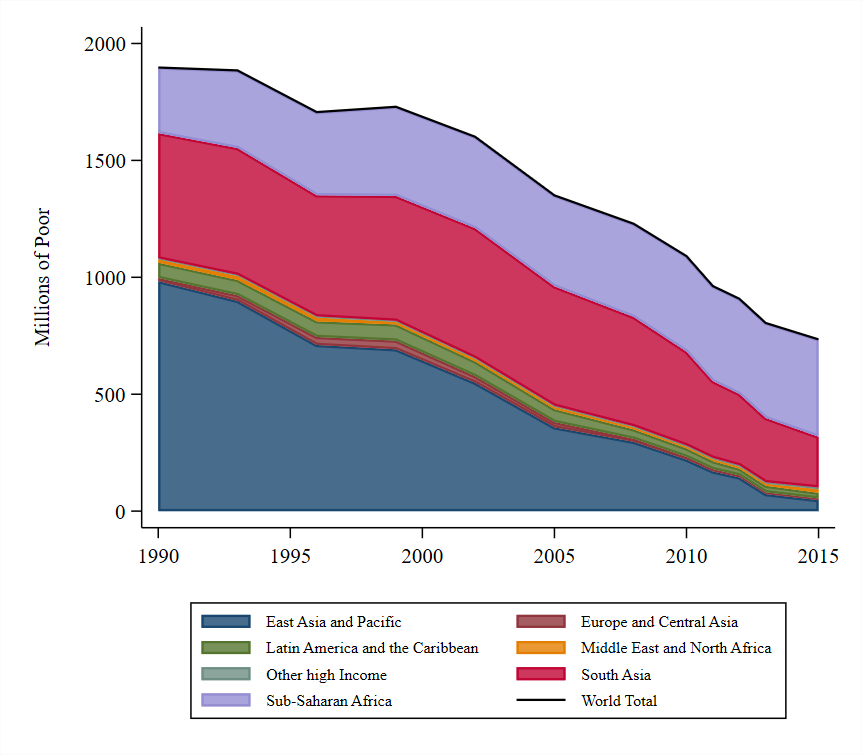 2000
1500
1000
500
0
Millions of Poor
1990 1995 2000 2005 2010 2015
East Asia and Pacific Europe and Central Asia
Latin America and the Caribbean Middle East and North Africa
Other high Income South Asia
Sub-Saharan Africa World Total